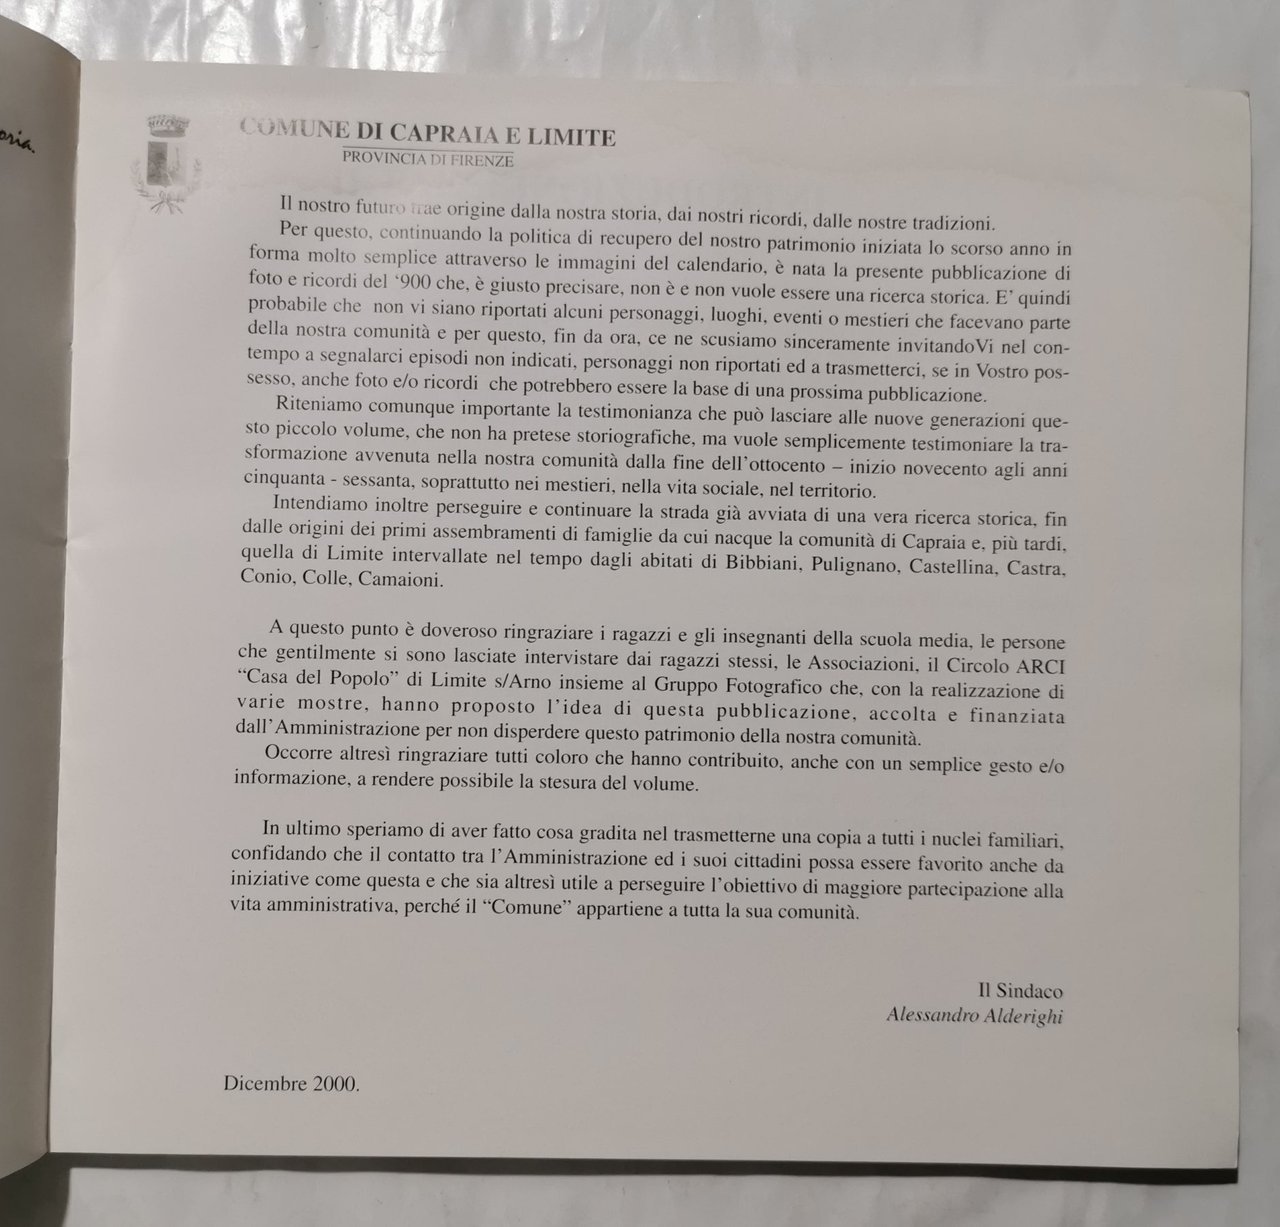 oria.
COMUNE DI CAPRAIA E LIMITE
PROVINCIA DI FIRENZE
Il nostro futuro trae origine dalla nostra storia, dai nostri ricordi, dalle nostre tradizioni.
Per questo, continuando la politica di recupero del nostro patrimonio iniziata lo scorso anno in
forma molto semplice attraverso le immagini del calendario, è nata la presente pubblicazione di
foto e ricordi del ‘900 che, è giusto precisare, non è e non vuole essere una ricerca storica. E’ quindi
probabile che non vi siano riportati alcuni personaggi, luoghi, eventi o mestieri che facevano parte
della nostra comunità e per questo, fin da ora, ce ne scusiamo sinceramente invitandoVi nel con-
tempo a segnalarci episodi non indicati, personaggi non riportati ed a trasmetterci, se in Vostro pos-
sesso, anche foto e/o ricordi che potrebbero essere la base di una prossima pubblicazione.
Riteniamo comunque importante la testimonianza che può lasciare alle nuove generazioni que-
sto piccolo volume, che non ha pretese storiografiche, ma vuole semplicemente testimoniare la tra-
sformazione avvenuta nella nostra comunità dalla fine dell’ottocento – inizio novecento agli anni
cinquanta - sessanta, soprattutto nei mestieri, nella vita sociale, nel territorio.
Intendiamo inoltre perseguire e continuare la strada già avviata di una vera ricerca storica, fin
dalle origini dei primi assembramenti di famiglie da cui nacque la comunità di Capraia e, più tardi,
quella di Limite intervallate nel tempo dagli abitati di Bibbiani, Pulignano, Castellina, Castra,
Conio, Colle, Camaioni.
A questo punto è doveroso ringraziare i ragazzi e gli insegnanti della scuola media, le persone
che gentilmente si sono lasciate intervistare dai ragazzi stessi, le Associazioni, il Circolo ARCI
“Casa del Popolo” di Limite s/Arno insieme al Gruppo Fotografico che, con la realizzazione di
varie mostre, hanno proposto l’idea di questa pubblicazione, accolta e finanziata
dall’Amministrazione per non disperdere questo patrimonio della nostra comunità.
Occorre altresì ringraziare tutti coloro che hanno contribuito, anche con un semplice gesto e/o
informazione, a rendere possibile la stesura del volume.
In ultimo speriamo di aver fatto cosa gradita nel trasmetterne una copia a tutti i nuclei familiari,
confidando che il contatto tra l’Amministrazione ed i suoi cittadini possa essere favorito anche da
iniziative come questa e che sia altresì utile a perseguire l’obiettivo di maggiore partecipazione alla
vita amministrativa, perché il “Comune” appartiene a tutta la sua comunità.
Il Sindaco
Alessandro Alderighi
Dicembre 2000.